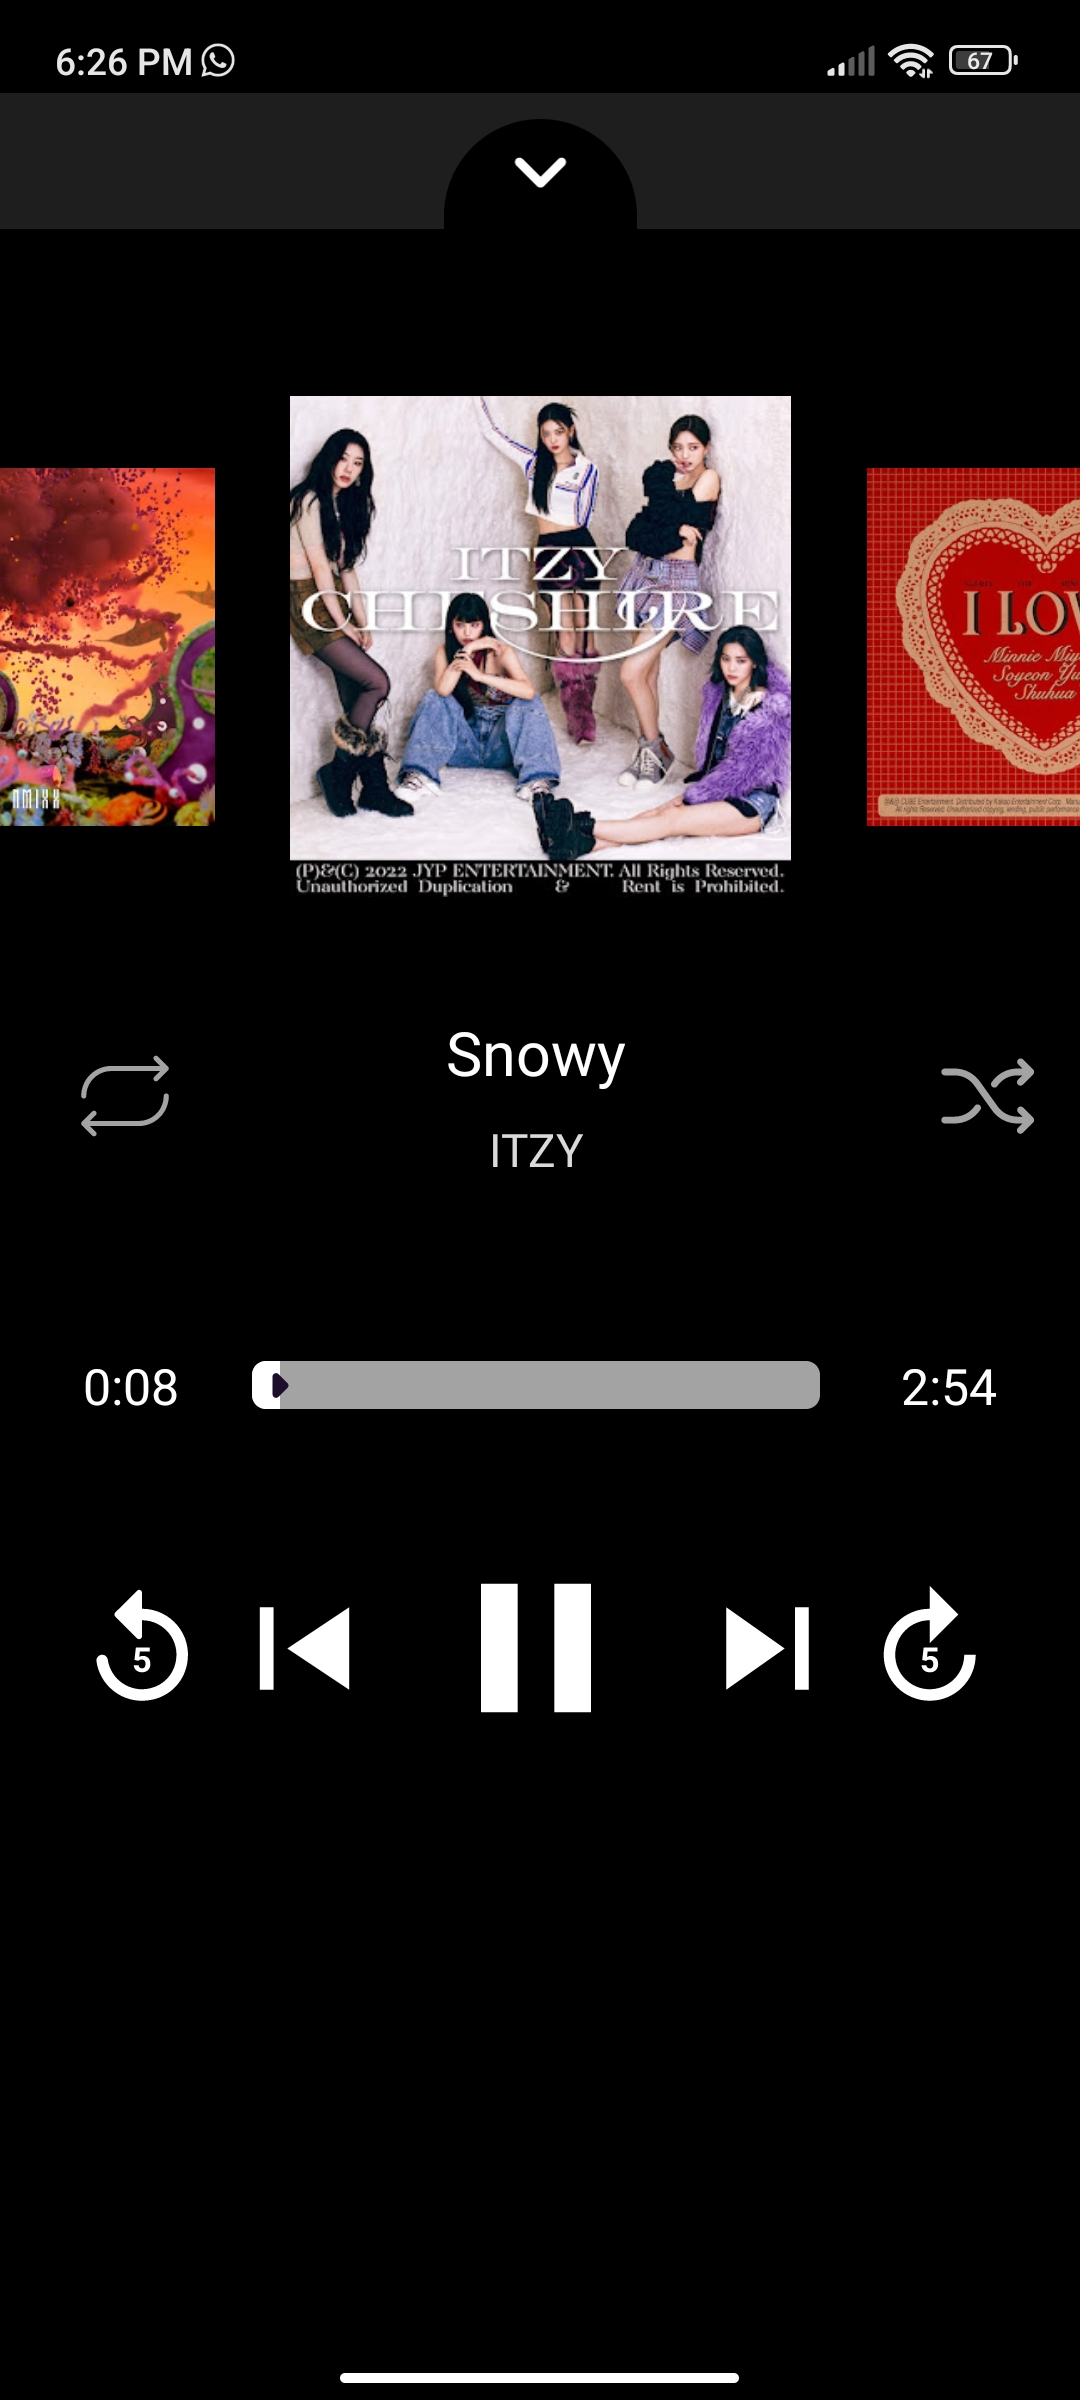 6:26 PM
67
ITZY
CHESHIRE
(P)&(C) 2022 JYP ENTERTAINMENT. All Rights Reserved.
Unauthorized Duplication & Rent is Prohibited.
NMIXX
I LOV
Minnie Miy
Soyeon Yu
Shuhua
Snowy
ITZY
0:08
2:54
5
5